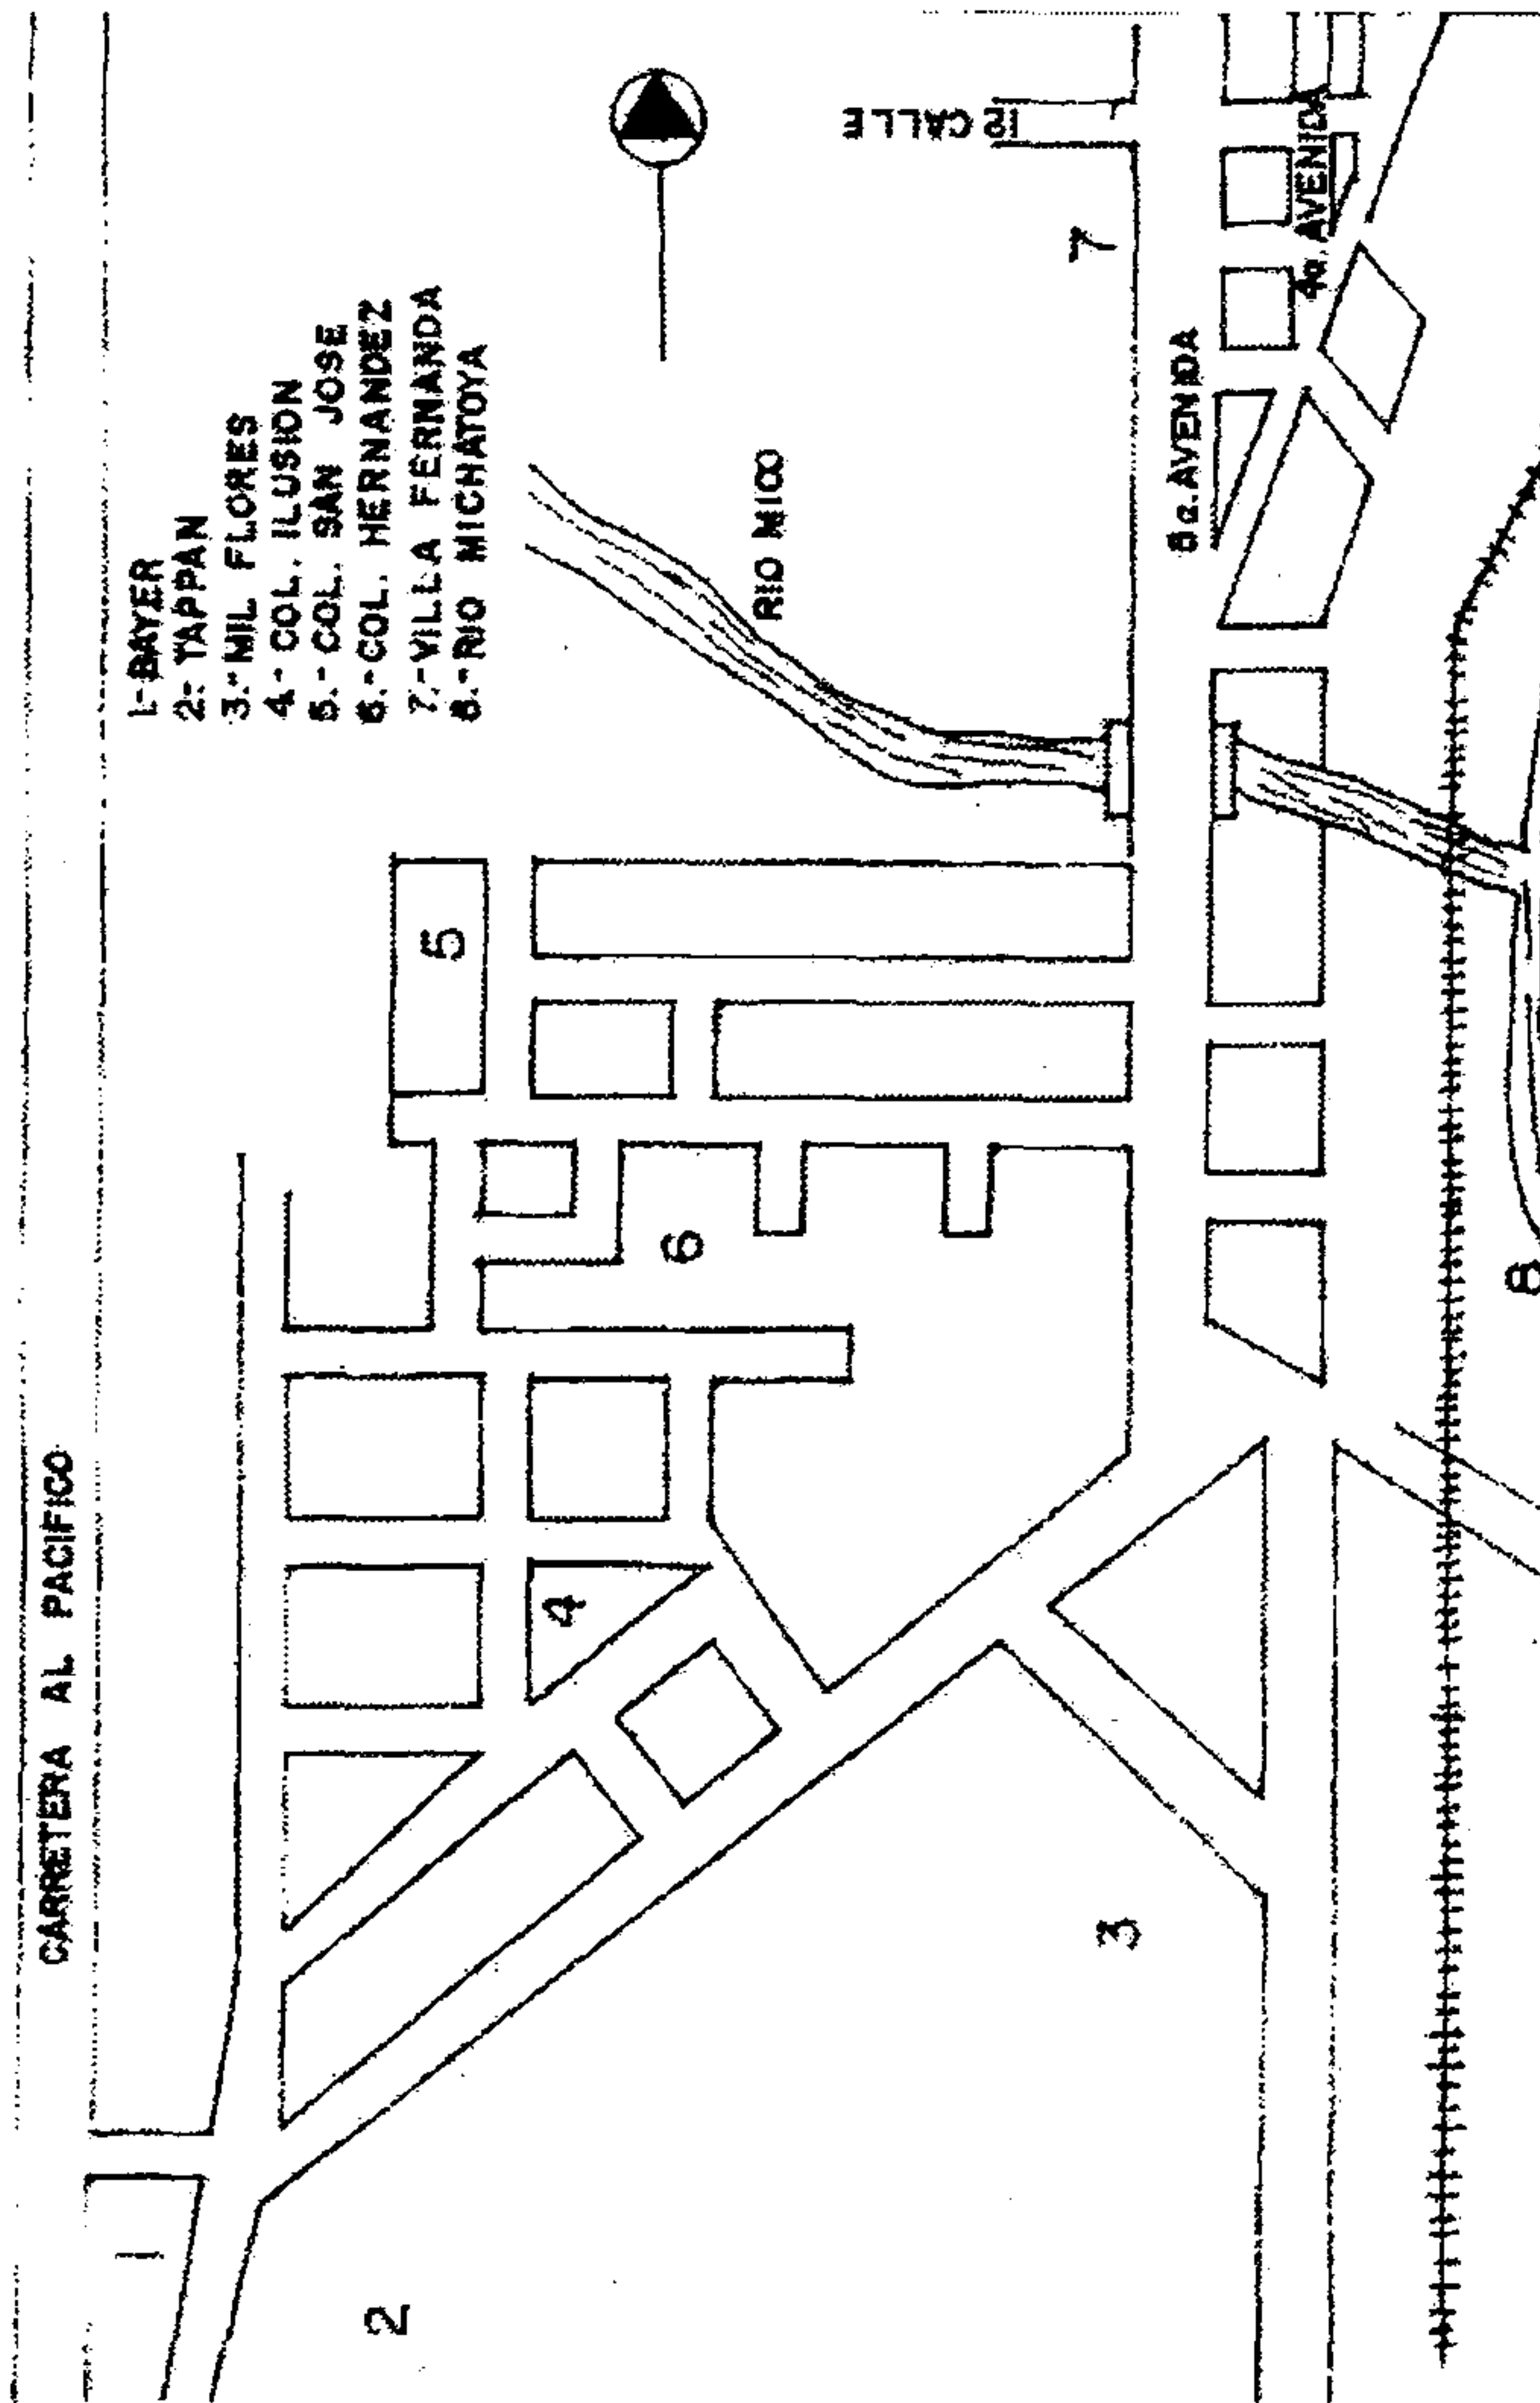 CARRETERA AL PACIFICO
1-BAYER
2-TAPPAN
3.-MIL FLORES
4.-COL. ILUSION
5.-COL. SAN JOSE
6.-COL. HERNANDEZ
7.-VILLA FERMANDA
8.-RIO MICHATOYA
12 CALLE
RIO MICO
8a. AVENIDA
4a. AVENIDA
1
2
3
4
5
6
7
8